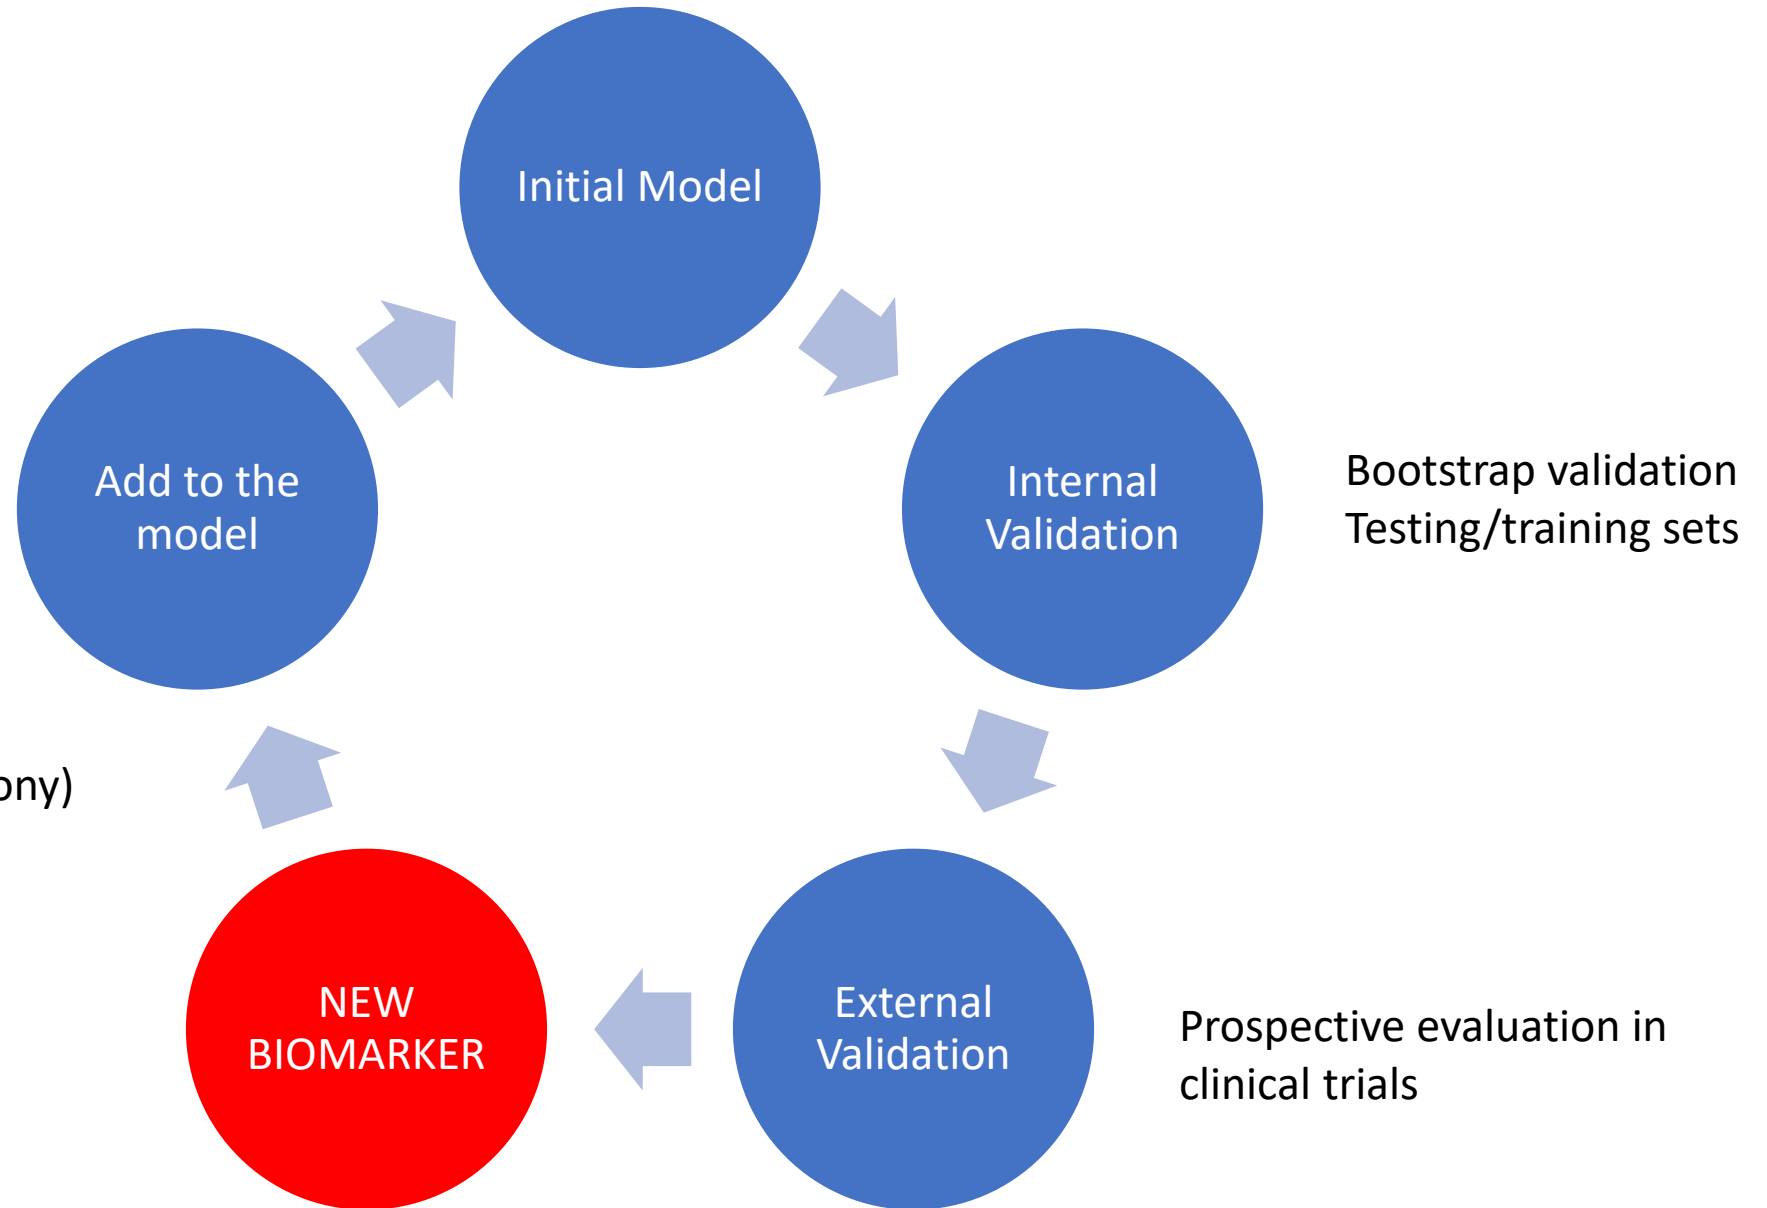 Initial Model
Add to the
model
Internal
Validation
Bootstrap validation
Testing/training sets
ony)
NEW
BIOMARKER
External
Validation
Prospective evaluation in
clinical trials